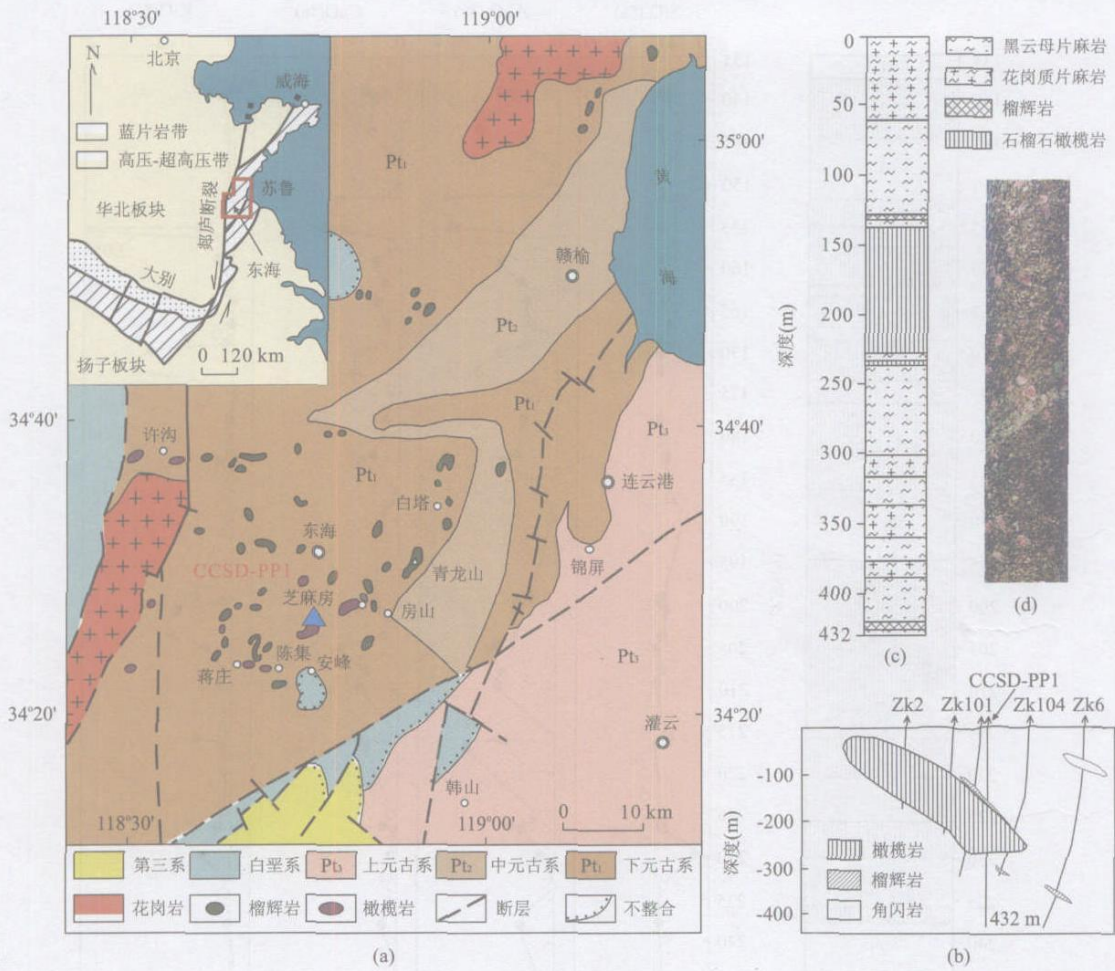 118°30'
119°00'
N
北京
威海
蓝片岩带
高压-超高压带
苏鲁
华北板块
郯庐断裂
东海
大别
扬子板块
0 120 km
35°00'
34°40'
34°20'
Pt₁
黄
海
赣榆
Pt₂
Pt₁
Pt₃
34°40'
许沟
Pt₁
白塔
连云港
东海
CCSD-PP1
青龙山
锦屏
芝麻房
房山
陈集
蒋庄
安峰
Pt₃
34°20'
灌云
韩山
0 10 km
118°30'
119°00'
第三系
白垩系
Pt₃ 上元古系
Pt₂ 中元古系
Pt₁ 下元古系
花岗岩
榴辉岩
橄榄岩
断层
不整合
(a)
深度(m)
0
50
100
150
200
250
300
350
400
432
(c)
黑云母片麻岩
花岗质片麻岩
榴辉岩
石榴石橄榄岩
(d)
CCSD-PP1
Zk2 Zk101 Zk104 Zk6
深度(m)
-100
-200
-300
-400
橄榄岩
榴辉岩
角闪岩
432 m
(b)